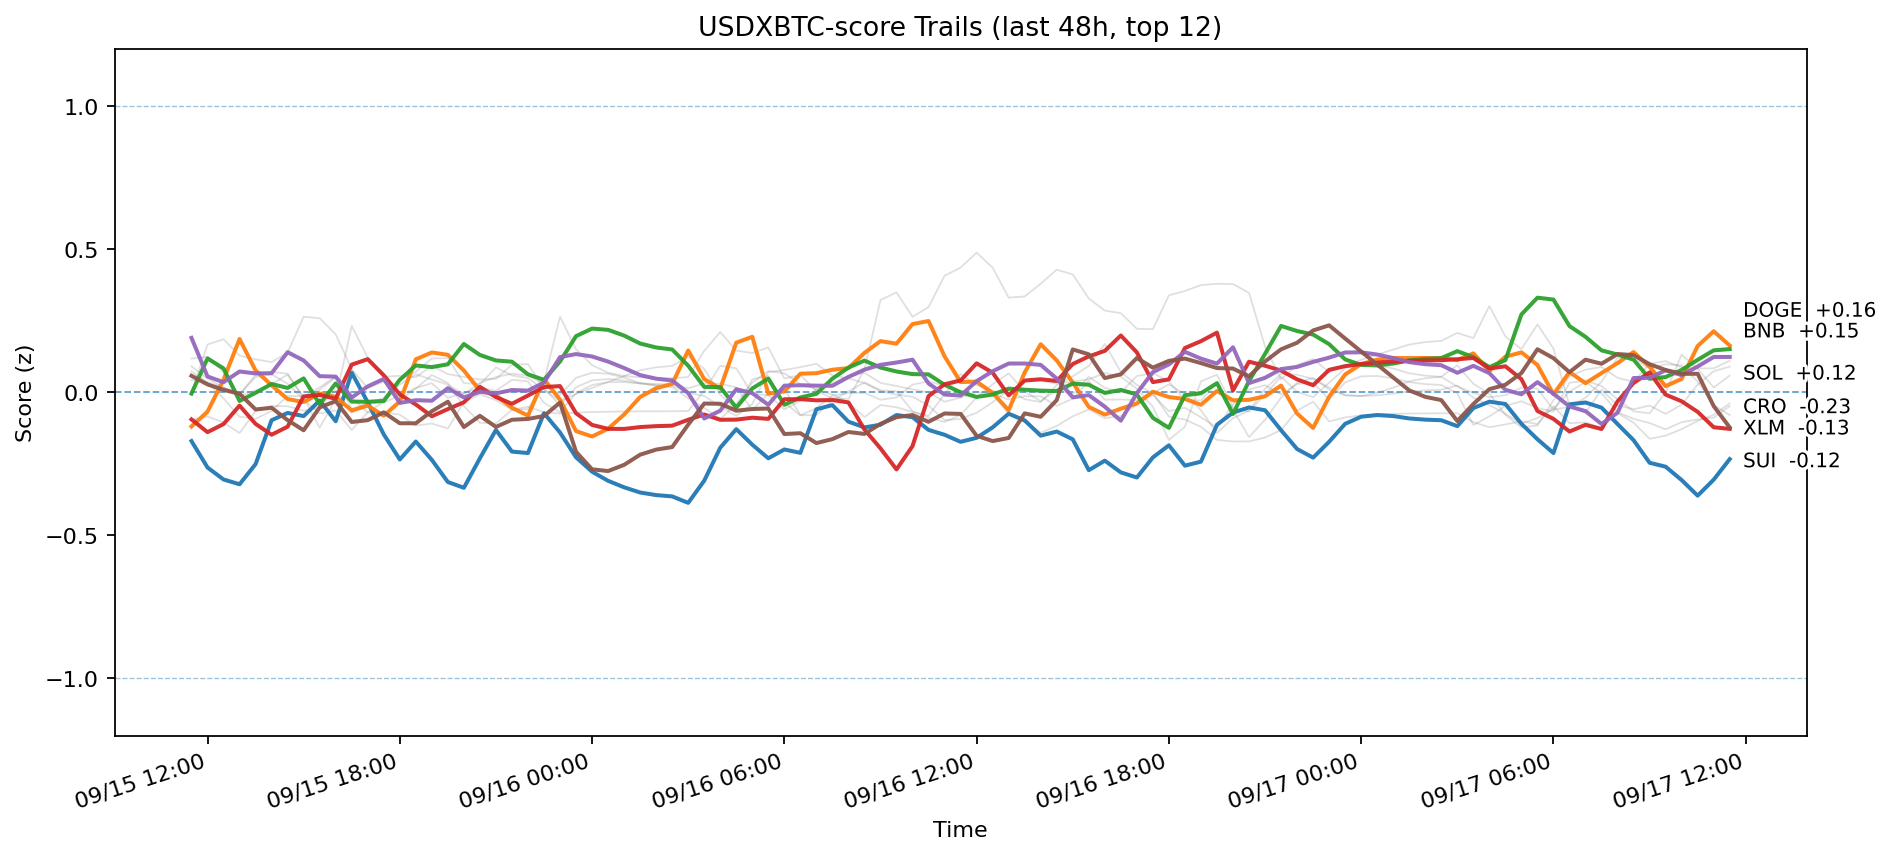 USDXBTC-score Trails (last 48h, top 12)
Score (z)
1.0
0.5
0.0
−0.5
−1.0
DOGE +0.16
BNB +0.15
SOL +0.12
CRO -0.23
XLM -0.13
SUI -0.12
09/15 12:00
09/15 18:00
09/16 00:00
09/16 06:00
09/16 12:00
09/16 18:00
09/17 00:00
09/17 06:00
09/17 12:00
Time